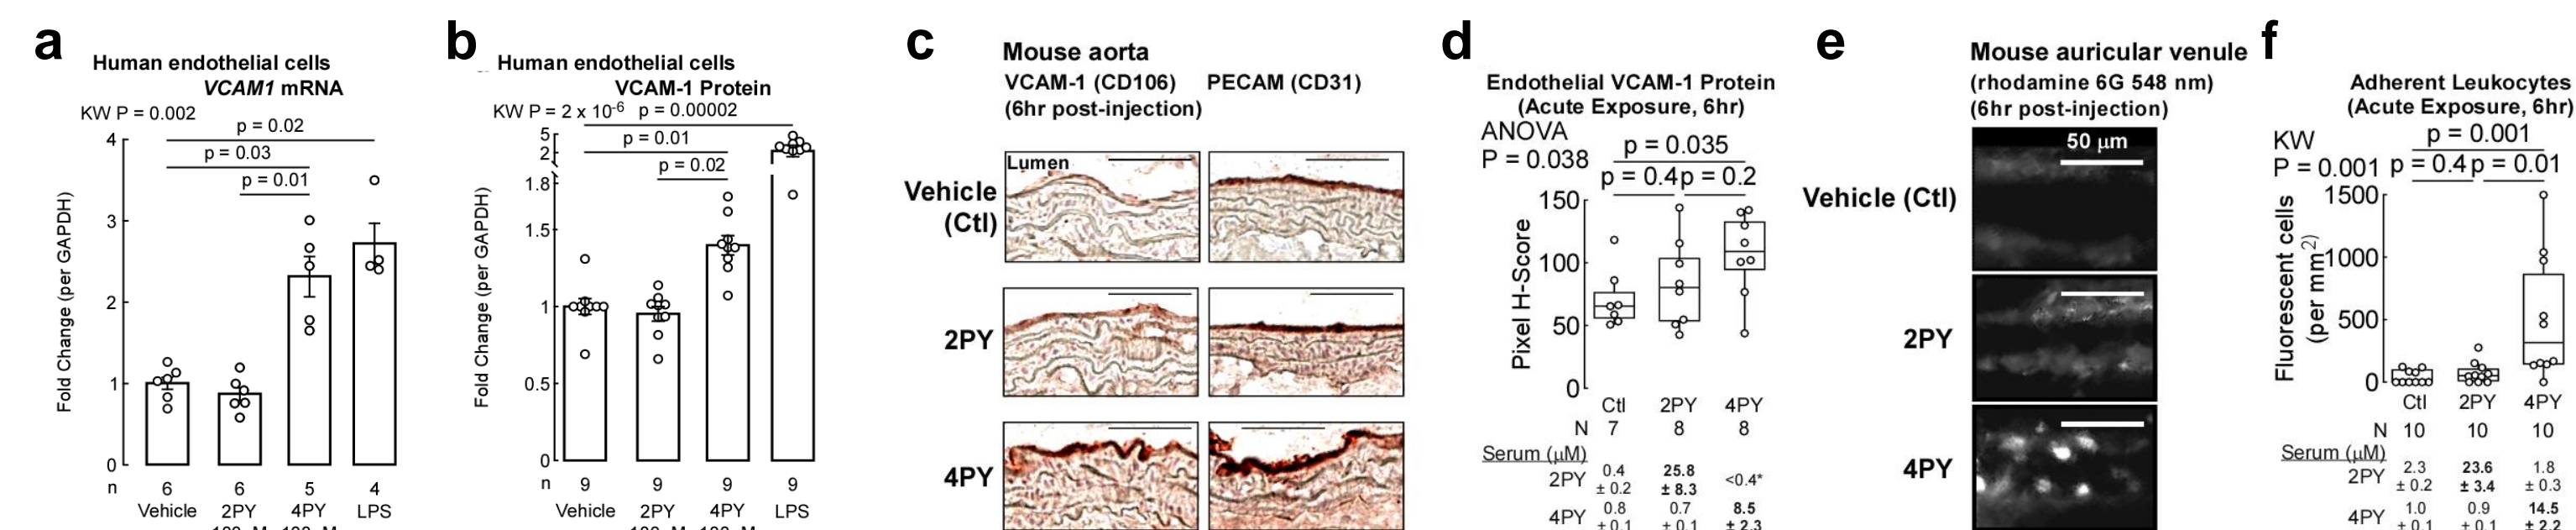 a
Human endothelial cells
VCAM1 mRNA
KW P = 0.002
p = 0.02
p = 0.03
p = 0.01
Fold Change (per GAPDH)
4
3
2
1
0
n 6 6 5 4
Vehicle 2PY 4PY LPS
b
Human endothelial cells
VCAM-1 Protein
KW P = 2 x 10-6 p = 0.00002
p = 0.01
p = 0.02
Fold Change (per GAPDH)
5
2
1.8
1.5
1
0.5
0
n 9 9 9 9
Vehicle 2PY 4PY LPS
c
Mouse aorta
VCAM-1 (CD106) PECAM (CD31)
(6hr post-injection)
Lumen
Vehicle
(Ctl)
2PY
4PY
d
Endothelial VCAM-1 Protein
(Acute Exposure, 6hr)
ANOVA
P = 0.038
p = 0.035
p = 0.4 p = 0.2
Pixel H-Score
150
100
50
0
Ctl 2PY 4PY
N 7 8 8
Serum (μM)
2PY 0.4 ± 0.2 25.8 ± 8.3 <0.4*
4PY 0.8 ± 0.1 0.7 ± 0.1 8.5 ± 2.3
e
Mouse auricular venule
(rhodamine 6G 548 nm)
(6hr post-injection)
50 μm
Vehicle (Ctl)
2PY
4PY
f
Adherent Leukocytes
(Acute Exposure, 6hr)
KW
P = 0.001
p = 0.001
p = 0.4 p = 0.01
Fluorescent cells
(per mm2)
1500
1000
500
0
Ctl 2PY 4PY
N 10 10 10
Serum (μM)
2PY 2.3 ± 0.2 23.6 ± 3.4 1.8 ± 0.3
4PY 1.0 ± 0.1 0.9 ± 0.1 14.5